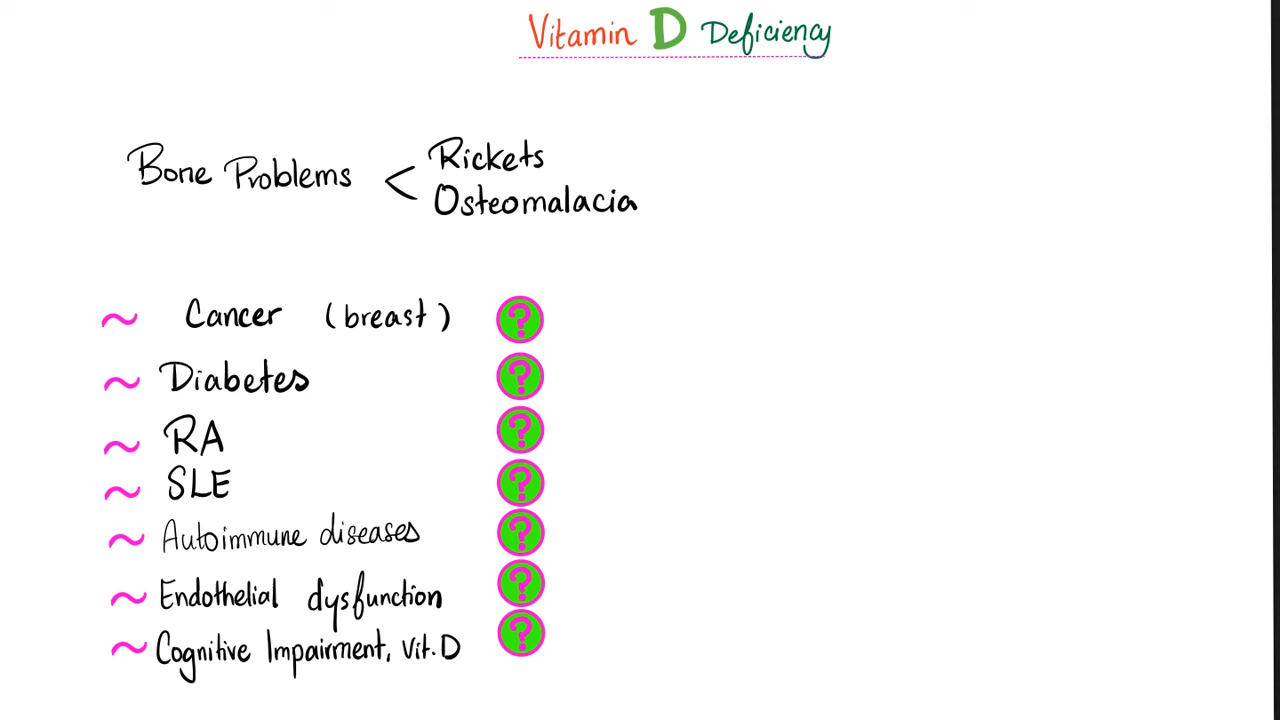 Vitamin D Deficiency
Bone Problems < Rickets
Osteomalacia
~ Cancer (breast) ?
~ Diabetes ?
~ RA ?
~ SLE ?
~ Autoimmune diseases ?
~ Endothelial dysfunction ?
~ Cognitive Impairment, Vit. D ?